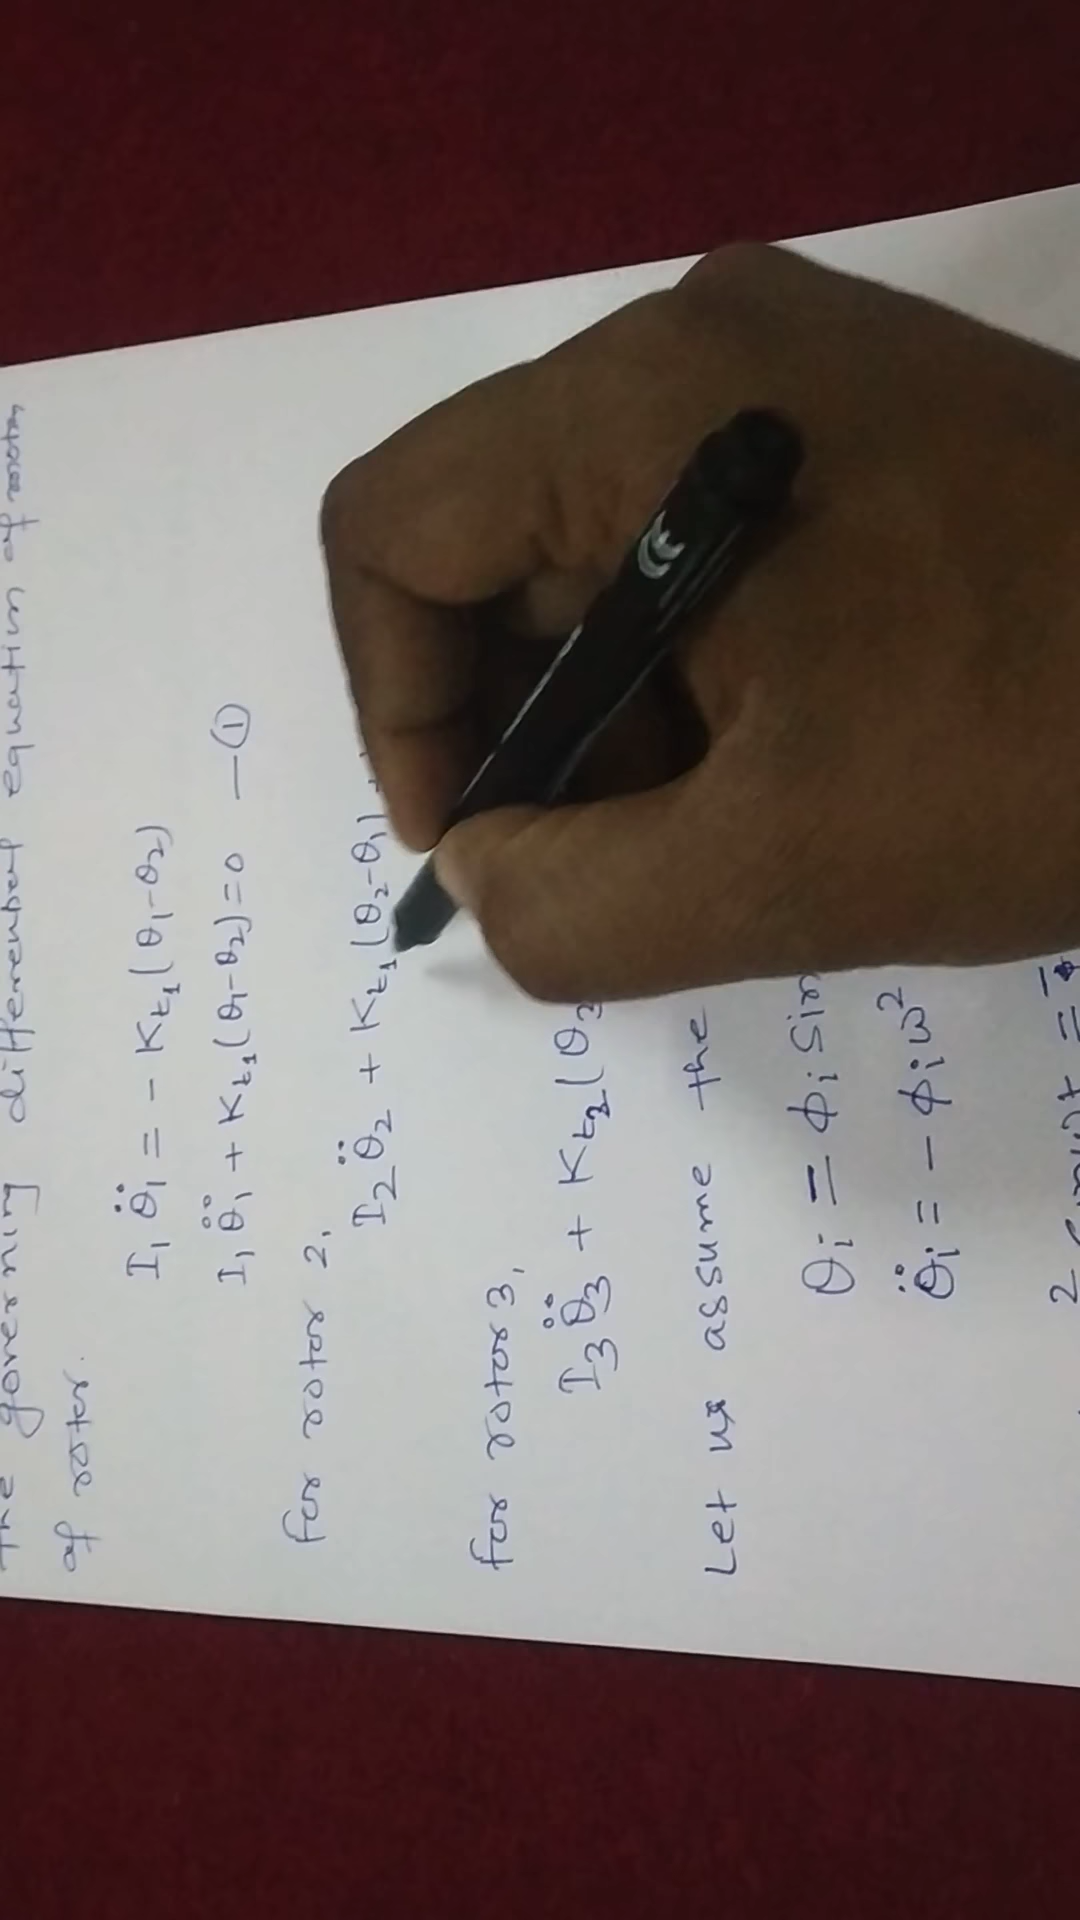 The governing differential equation of rotor
of rotor.
I₁ θ̈₁ = - Kt₁ (θ₁-θ₂)
I₁ θ̈₁ + Kt₁ (θ₁-θ₂) = 0 — ①
for rotor 2,
I₂ θ̈₂ + Kt₁ (θ₂-θ₁) +
for rotor 3,
I₃ θ̈₃ + Kt₂ (θ₃
Let us assume the
θi = ϕi Sin
θ̈i = - ϕi ω²